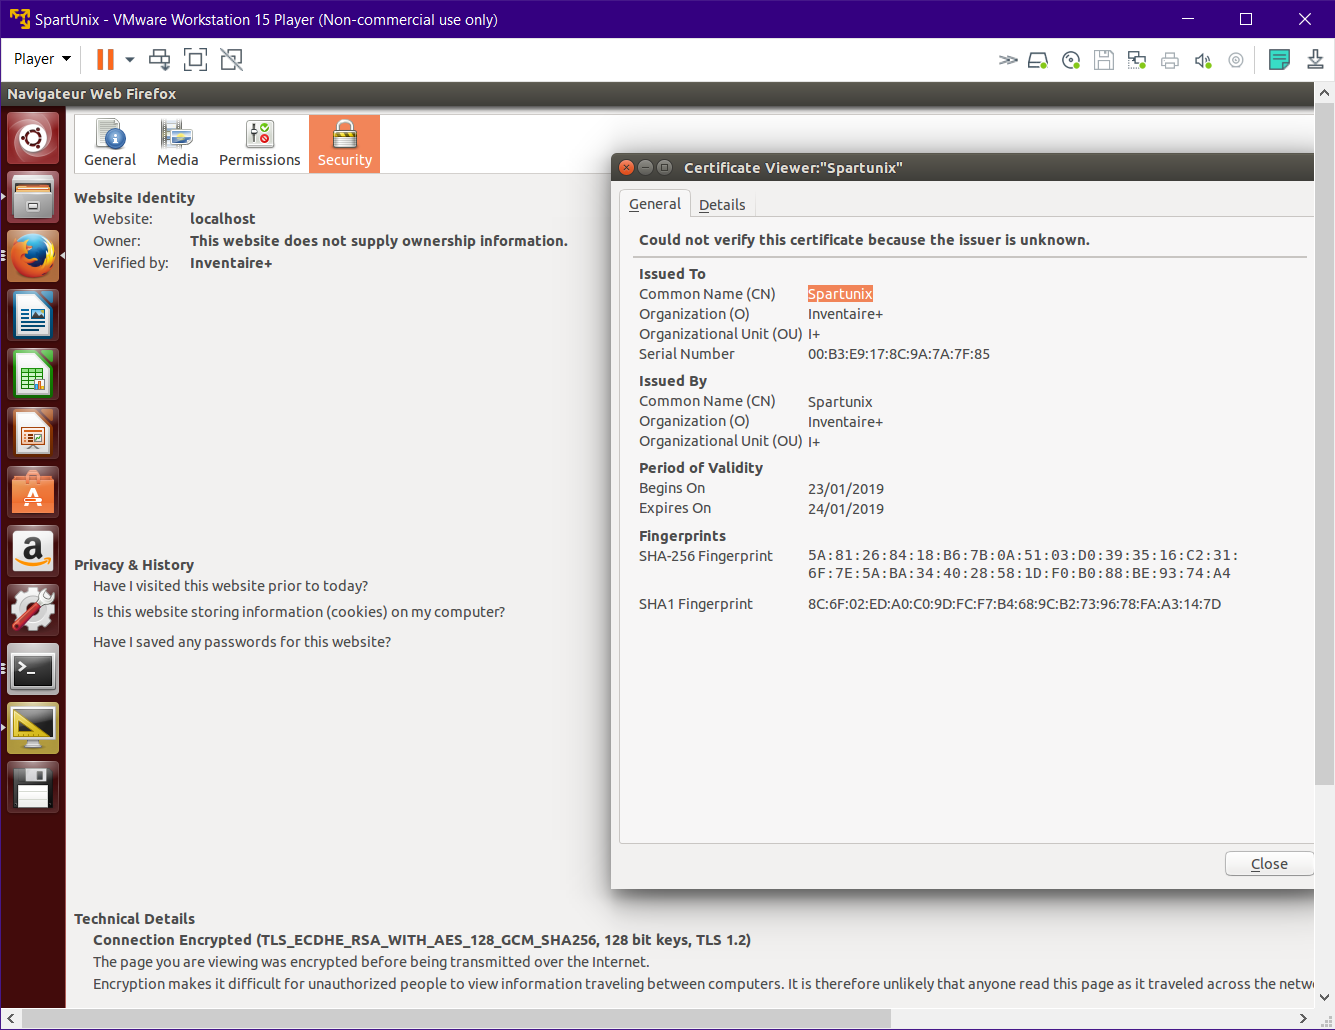 SpartUnix - VMware Workstation 15 Player (Non-commercial use only)
Player
Navigateur Web Firefox
General
Media
Permissions
Security
Website Identity
Website: localhost
Owner: This website does not supply ownership information.
Verified by: Inventaire+
Privacy & History
Have I visited this website prior to today?
Is this website storing information (cookies) on my computer?
Have I saved any passwords for this website?
Technical Details
Connection Encrypted (TLS_ECDHE_RSA_WITH_AES_128_GCM_SHA256, 128 bit keys, TLS 1.2)
The page you are viewing was encrypted before being transmitted over the Internet.
Encryption makes it difficult for unauthorized people to view information traveling between computers. It is therefore unlikely that anyone read this page as it traveled across the netw
Certificate Viewer:"Spartunix"
General
Details
Could not verify this certificate because the issuer is unknown.
Issued To
Common Name (CN) Spartunix
Organization (O) Inventaire+
Organizational Unit (OU) I+
Serial Number 00:B3:E9:17:8C:9A:7A:7F:85
Issued By
Common Name (CN) Spartunix
Organization (O) Inventaire+
Organizational Unit (OU) I+
Period of Validity
Begins On 23/01/2019
Expires On 24/01/2019
Fingerprints
SHA-256 Fingerprint 5A:81:26:84:18:B6:7B:0A:51:03:D0:39:35:16:C2:31:
6F:7E:5A:BA:34:40:28:58:1D:F0:B0:88:BE:93:74:A4
SHA1 Fingerprint 8C:6F:02:ED:A0:C0:9D:FC:F7:B4:68:9C:B2:73:96:78:FA:A3:14:7D
Close